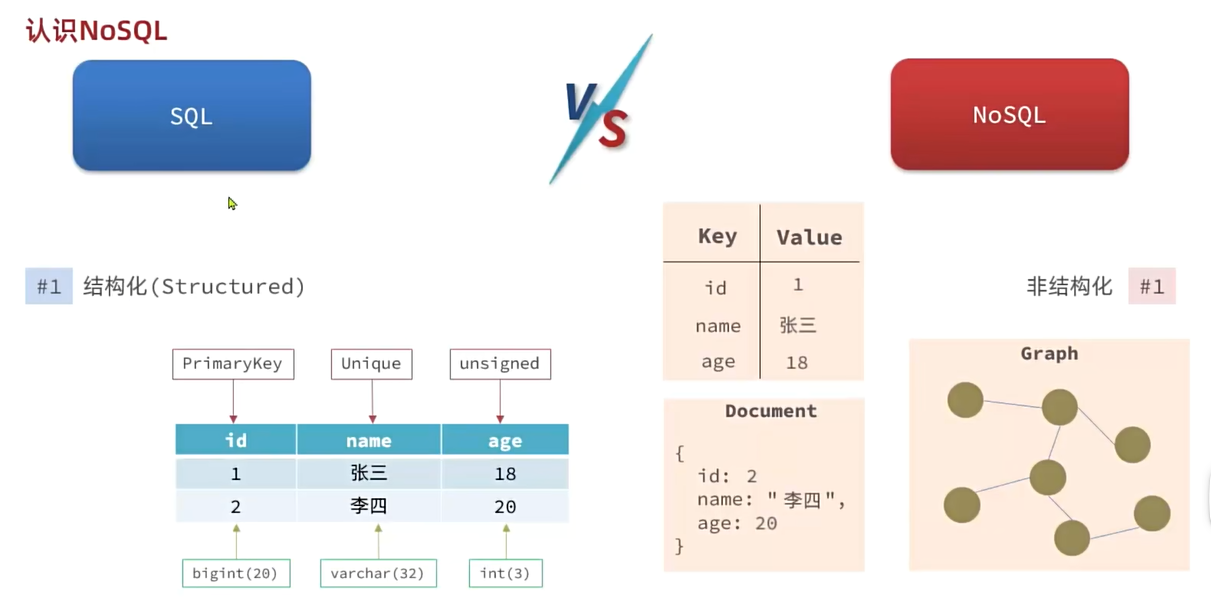 认识NoSQL
SQL
VS
NoSQL
#1 结构化(Structured)
PrimaryKey Unique unsigned
id name age
1 张三 18
2 李四 20
bigint(20) varchar(32) int(3)
Key Value
id 1
name 张三
age 18
Document
{
id: 2
name: "李四",
age: 20
}
非结构化 #1
Graph